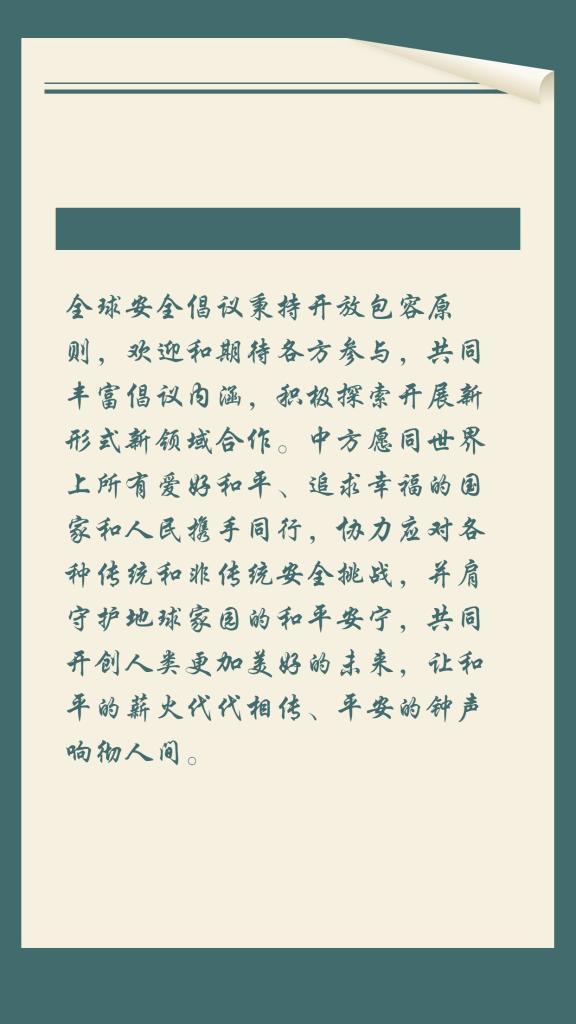 全球安全倡议秉持开放包容原
则，欢迎和期待各方参与，共同
丰富倡议内涵，积极探索开展新
形式新领域合作。中方愿同世界
上所有爱好和平、追求幸福的国
家和人民携手同行，协力应对各
种传统和非传统安全挑战，并肩
守护地球家园的和平安宁，共同
开创人类更加美好的未来，让和
平的薪火代代相传、平安的钟声
响彻人间。